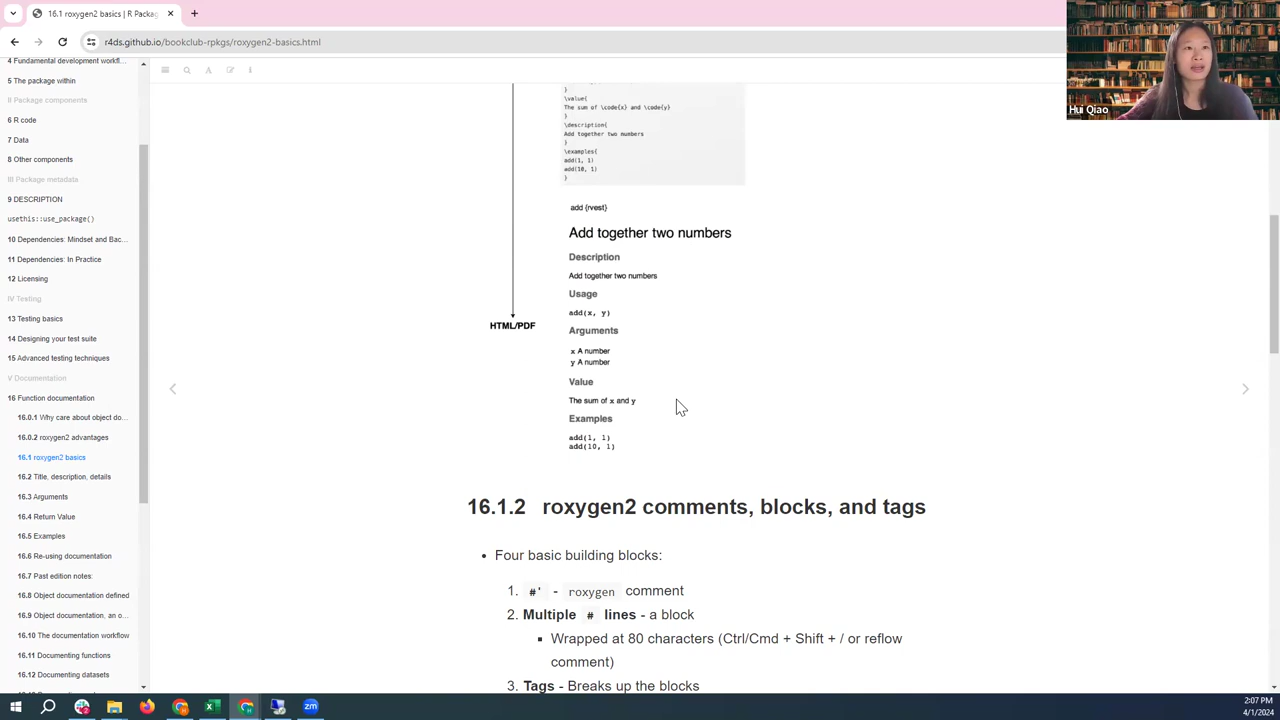 16.1 roxygen2 basics | R Packag
r4ds.github.io/bookclub-rpkgs/roxygen2-basics.html
Hui Qiao
4 Fundamental development workfl...
5 The package within
II Package components
6 R code
7 Data
8 Other components
III Package metadata
9 DESCRIPTION
usethis::use_package()
10 Dependencies: Mindset and Bac...
11 Dependencies: In Practice
12 Licensing
IV Testing
13 Testing basics
14 Designing your test suite
15 Advanced testing techniques
V Documentation
16 Function documentation
16.0.1 Why care about object do...
16.0.2 roxygen2 advantages
16.1 roxygen2 basics
16.2 Title, description, details
16.3 Arguments
16.4 Return Value
16.5 Examples
16.6 Re-using documentation
16.7 Past edition notes:
16.8 Object documentation defined
16.9 Object documentation, an o...
16.10 The documentation workflow
16.11 Documenting functions
16.12 Documenting datasets
}
\value{
The sum of \code{x} and \code{y}
}
\description{
Add together two numbers
}
\examples{
add(1, 1)
add(10, 1)
}
add {rvest}
Add together two numbers
Description
Add together two numbers
Usage
add(x, y)
HTML/PDF
Arguments
x A number
y A number
Value
The sum of x and y
Examples
add(1, 1)
add(10, 1)
16.1.2 roxygen2 comments, blocks, and tags
• Four basic building blocks:
1. #' - roxygen comment
2. Multiple # lines - a block
▪ Wrapped at 80 characters (Ctrl/Cmd + Shift + / or reflow
comment)
3. Tags - Breaks up the blocks
2:07 PM
4/1/2024